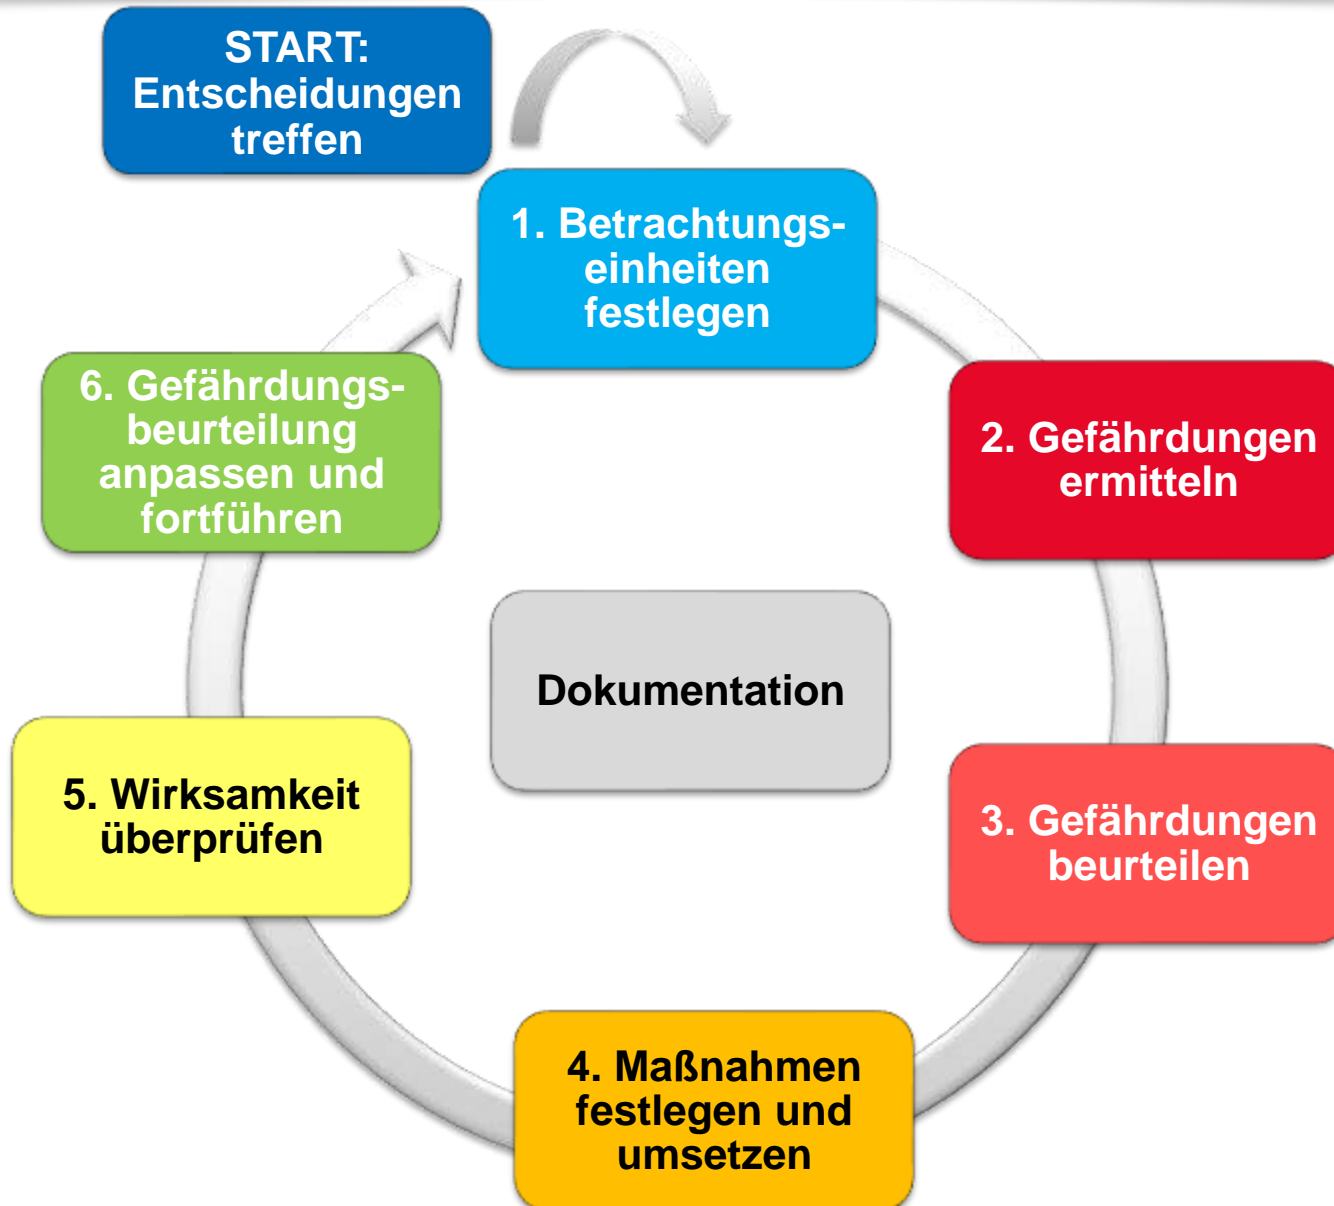 START:
Entscheidungen
treffen
1. Betrachtungs-
einheiten
festlegen
2. Gefährdungen
ermitteln
3. Gefährdungen
beurteilen
4. Maßnahmen
festlegen und
umsetzen
5. Wirksamkeit
überprüfen
6. Gefährdungs-
beurteilung
anpassen und
fortführen
Dokumentation